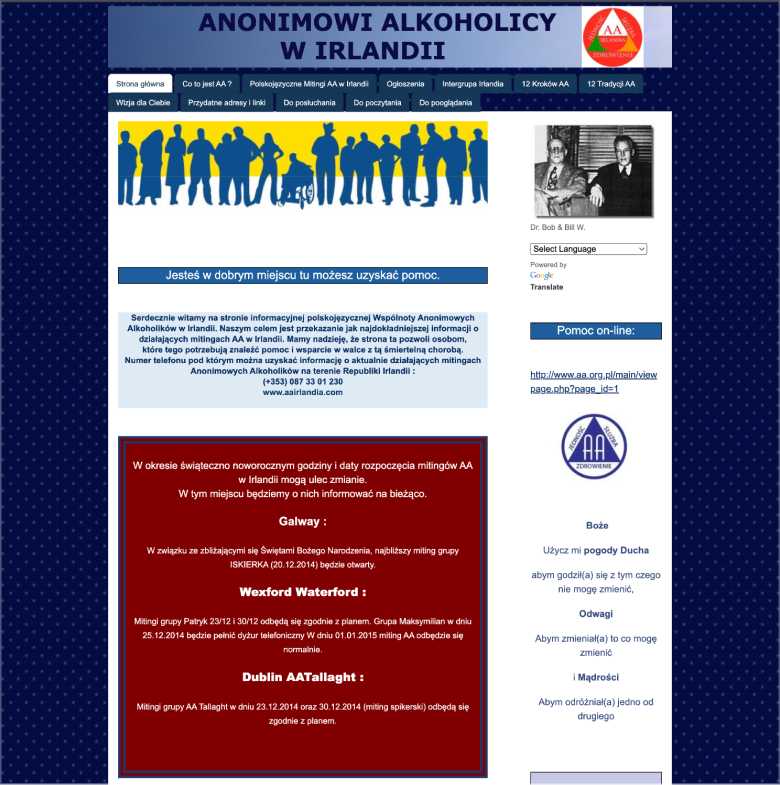 ANONIMOWI ALKOHOLICY
W IRLANDII
JEDNOŚĆ
SŁUŻBA
AA
IRLANDIA
ZDROWIENIE
Strona główna
Co to jest AA ?
Polskojęzyczne Mitingi AA w Irlandii
Ogłoszenia
Intergrupa Irlandia
12 Kroków AA
12 Tradycji AA
Wizja dla Ciebie
Przydatne adresy i linki
Do posłuchania
Do poczytania
Do pooglądania
Jesteś w dobrym miejscu tu możesz uzyskać pomoc.
Serdecznie witamy na stronie informacyjnej polskojęzycznej Wspólnoty Anonimowych
Alkoholików w Irlandii. Naszym celem jest przekazanie jak najdokładniejszej informacji o
działających mitingach AA w Irlandii. Mamy nadzieję, że strona ta pozwoli osobom,
które tego potrzebują znaleźć pomoc i wsparcie w walce z tą śmiertelną chorobą.
Numer telefonu pod którym można uzyskać informację o aktualnie działających mitingach
Anonimowych Alkoholików na terenie Republiki Irlandii :
(+353) 087 33 01 230
www.aairlandia.com
W okresie świąteczno noworocznym godziny i daty rozpoczęcia mitingów AA
w Irlandii mogą ulec zmianie.
W tym miejscu będziemy o nich informować na bieżąco.
Galway :
W związku ze zbliżającymi się Świętami Bożego Narodzenia, najbliższy miting grupy
ISKIERKA (20.12.2014) będzie otwarty.
Wexford Waterford :
Mitingi grupy Patryk 23/12 i 30/12 odbędą się zgodnie z planem. Grupa Maksymilian w dniu
25.12.2014 będzie pełnić dyżur telefoniczny W dniu 01.01.2015 miting AA odbędzie się
normalnie.
Dublin AATallaght :
Mitingi grupy AA Tallaght w dniu 23.12.2014 oraz 30.12.2014 (miting spikerski) odbędą się
zgodnie z planem.
Dr. Bob & Bill W.
Select Language
Powered by
Google
Translate
Pomoc on-line:
http://www.aa.org.pl/main/view
page.php?page_id=1
JEDNOŚĆ
SŁUŻBA
AA
ZDROWIENIE
Boże
Użycz mi pogody Ducha
abym godził(a) się z tym czego
nie mogę zmienić,
Odwagi
Abym zmieniał(a) to co mogę
zmienić
i Mądrości
Abym odróżniał(a) jedno od
drugiego